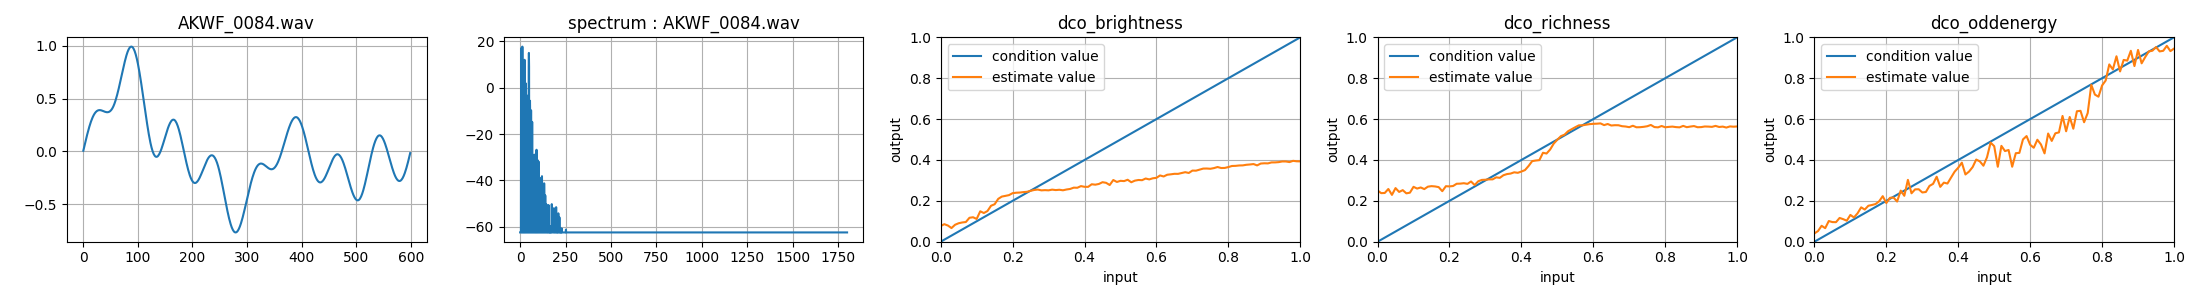 AKWF_0084.wav
1.0
0.5
0.0
−0.5
0 100 200 300 400 500 600
spectrum : AKWF_0084.wav
20
0
−20
−40
−60
0 250 500 750 1000 1250 1500 1750
dco_brightness
condition value
estimate value
output
1.0
0.8
0.6
0.4
0.2
0.0
0.0 0.2 0.4 0.6 0.8 1.0
input
dco_richness
condition value
estimate value
output
1.0
0.8
0.6
0.4
0.2
0.0
0.0 0.2 0.4 0.6 0.8 1.0
input
dco_oddenergy
condition value
estimate value
output
1.0
0.8
0.6
0.4
0.2
0.0
0.0 0.2 0.4 0.6 0.8 1.0
input